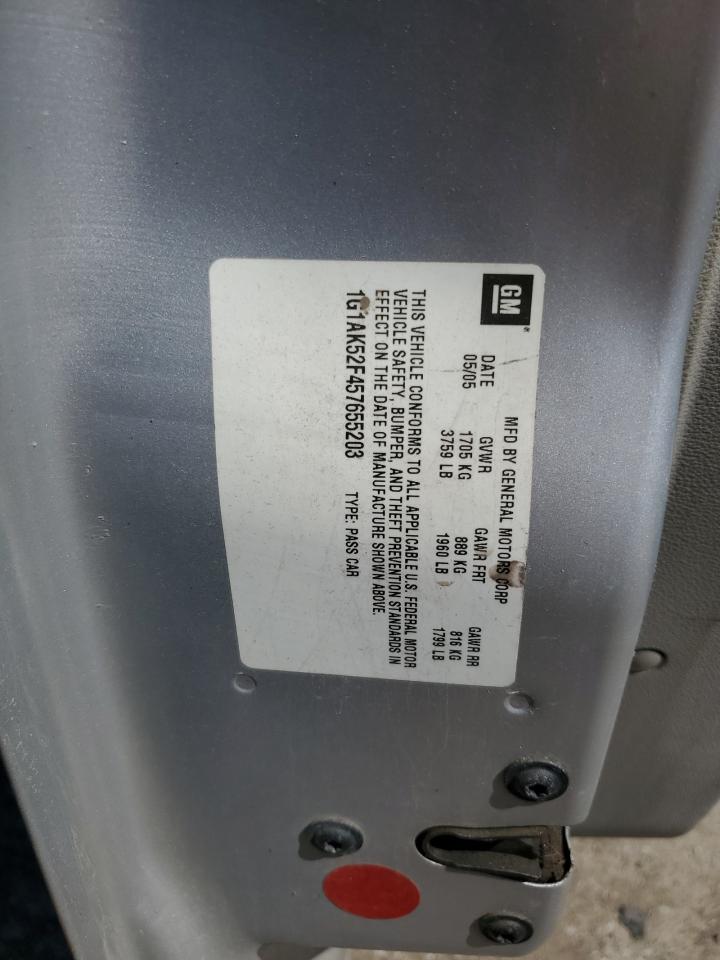 GM
MFD BY GENERAL MOTORS CORP
DATE GVWR GAWR FRT GAWR RR
05/05 1705 KG 889 KG 816 KG
3759 LB 1960 LB 1799 LB
THIS VEHICLE CONFORMS TO ALL APPLICABLE U.S. FEDERAL MOTOR
VEHICLE SAFETY, BUMPER, AND THEFT PREVENTION STANDARDS IN
EFFECT ON THE DATE OF MANUFACTURE SHOWN ABOVE.
1G1AK52F457655203 TYPE: PASS CAR